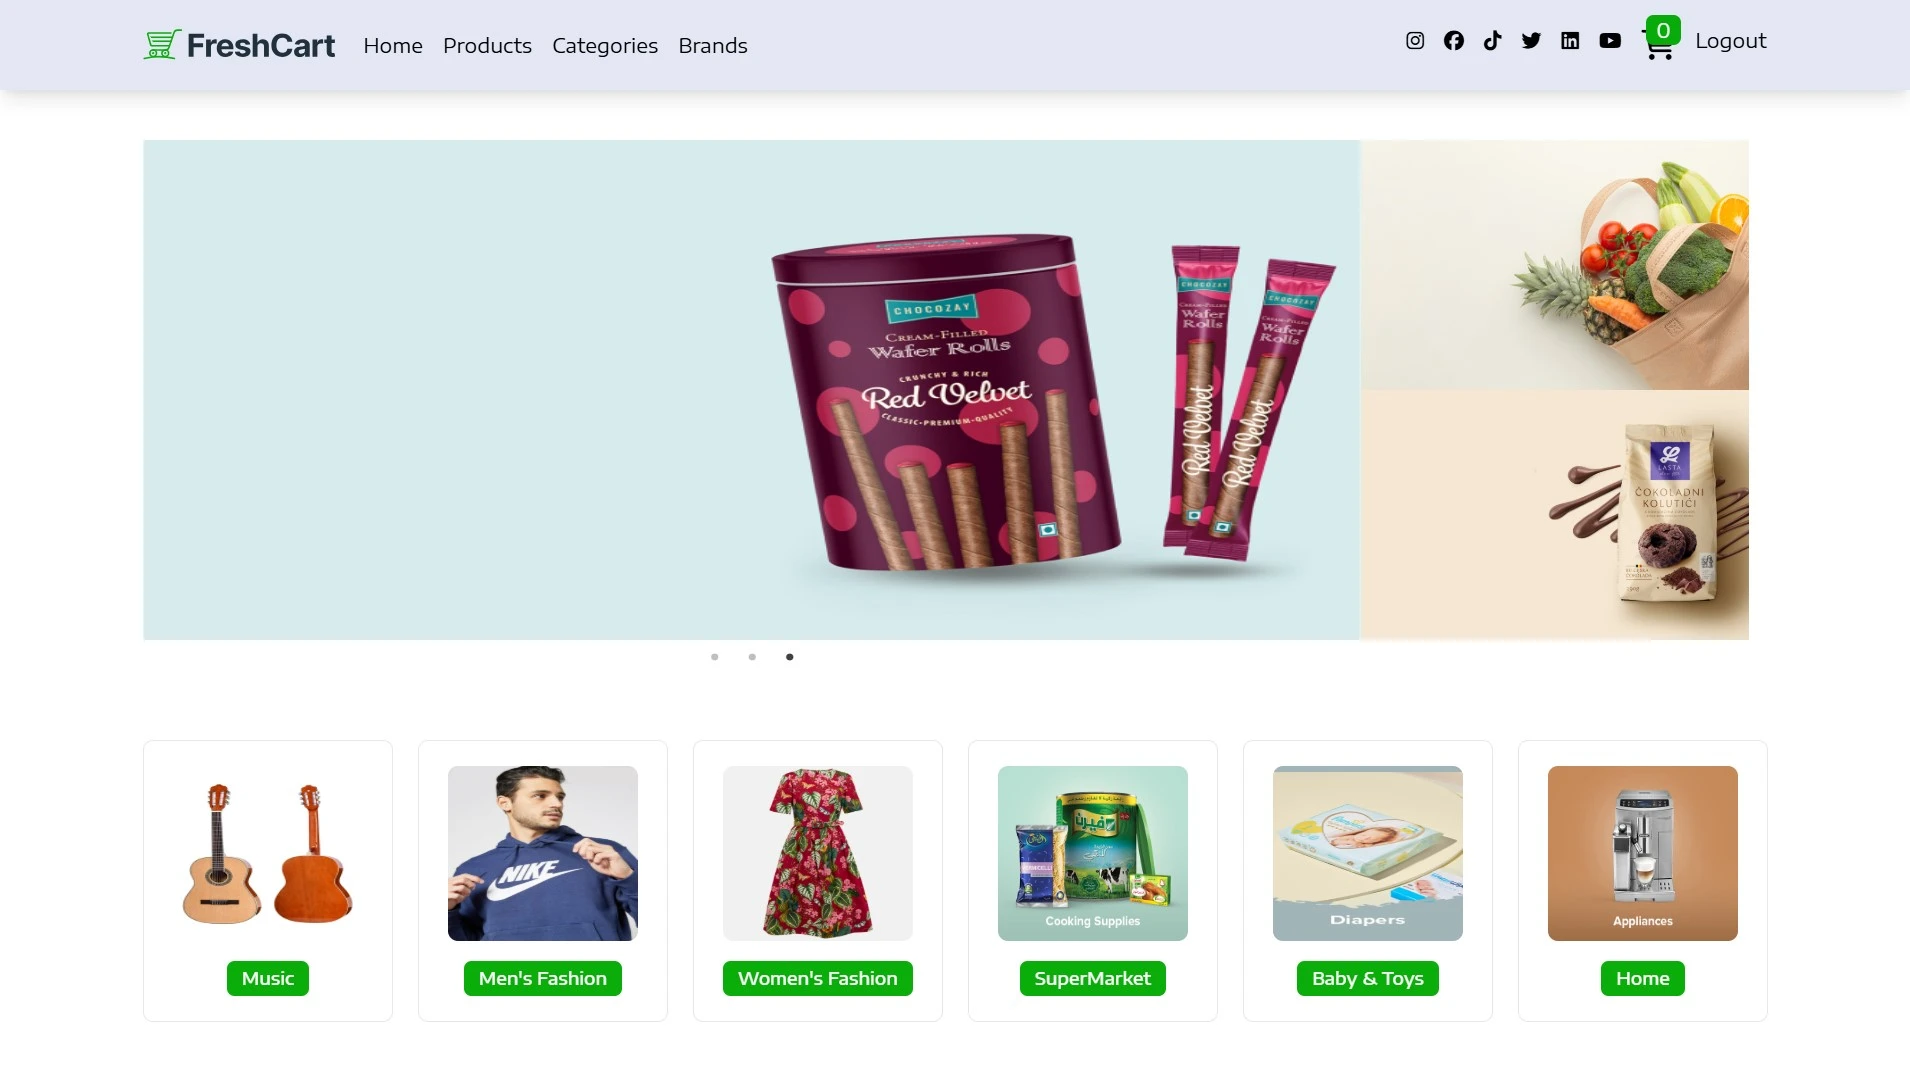 FreshCart
Home
Products
Categories
Brands
0
Logout
CHOCOZAY
CREAM-FILLED
Wafer Rolls
CRUNCHY & RICH
Red Velvet
CLASSIC-PREMIUM-QUALITY
CHOCOZAY
Wafer
Rolls
Red Velvet
CHOCOZAY
Wafer
Rolls
Red Velvet
LASTA
ČOKOLADNI
KOLUTIĆI
NIKE
فيرن
Cooking Supplies
Diapers
Appliances
Music
Men's Fashion
Women's Fashion
SuperMarket
Baby & Toys
Home